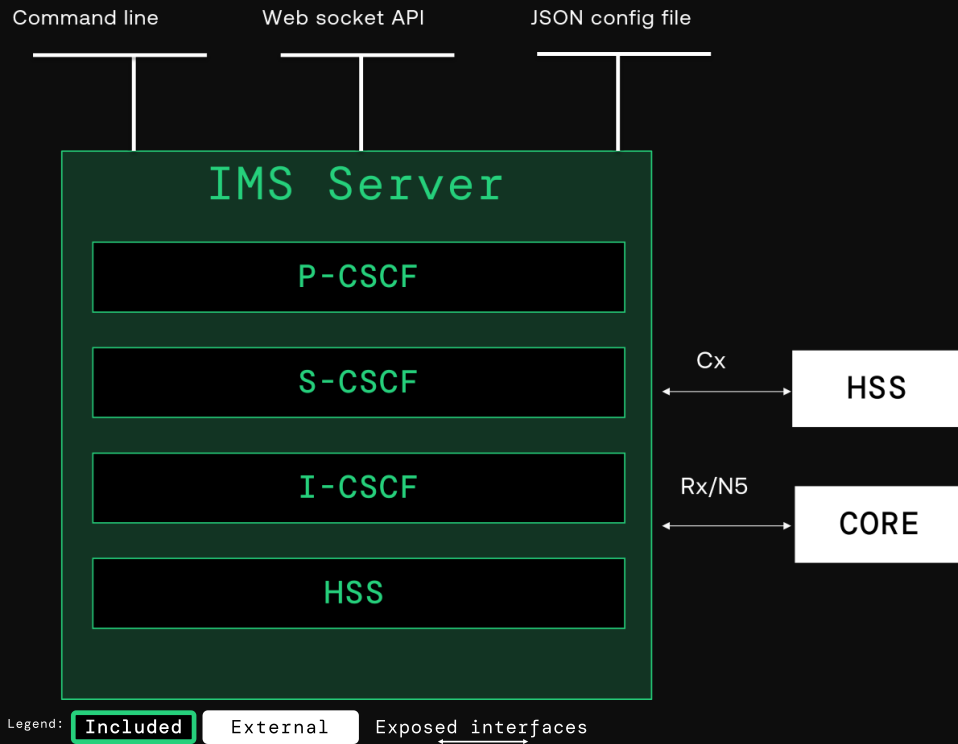 Command line
Web socket API
JSON config file
IMS Server
P-CSCF
S-CSCF
Cx
HSS
I-CSCF
Rx/N5
CORE
HSS
Legend: Included External Exposed interfaces